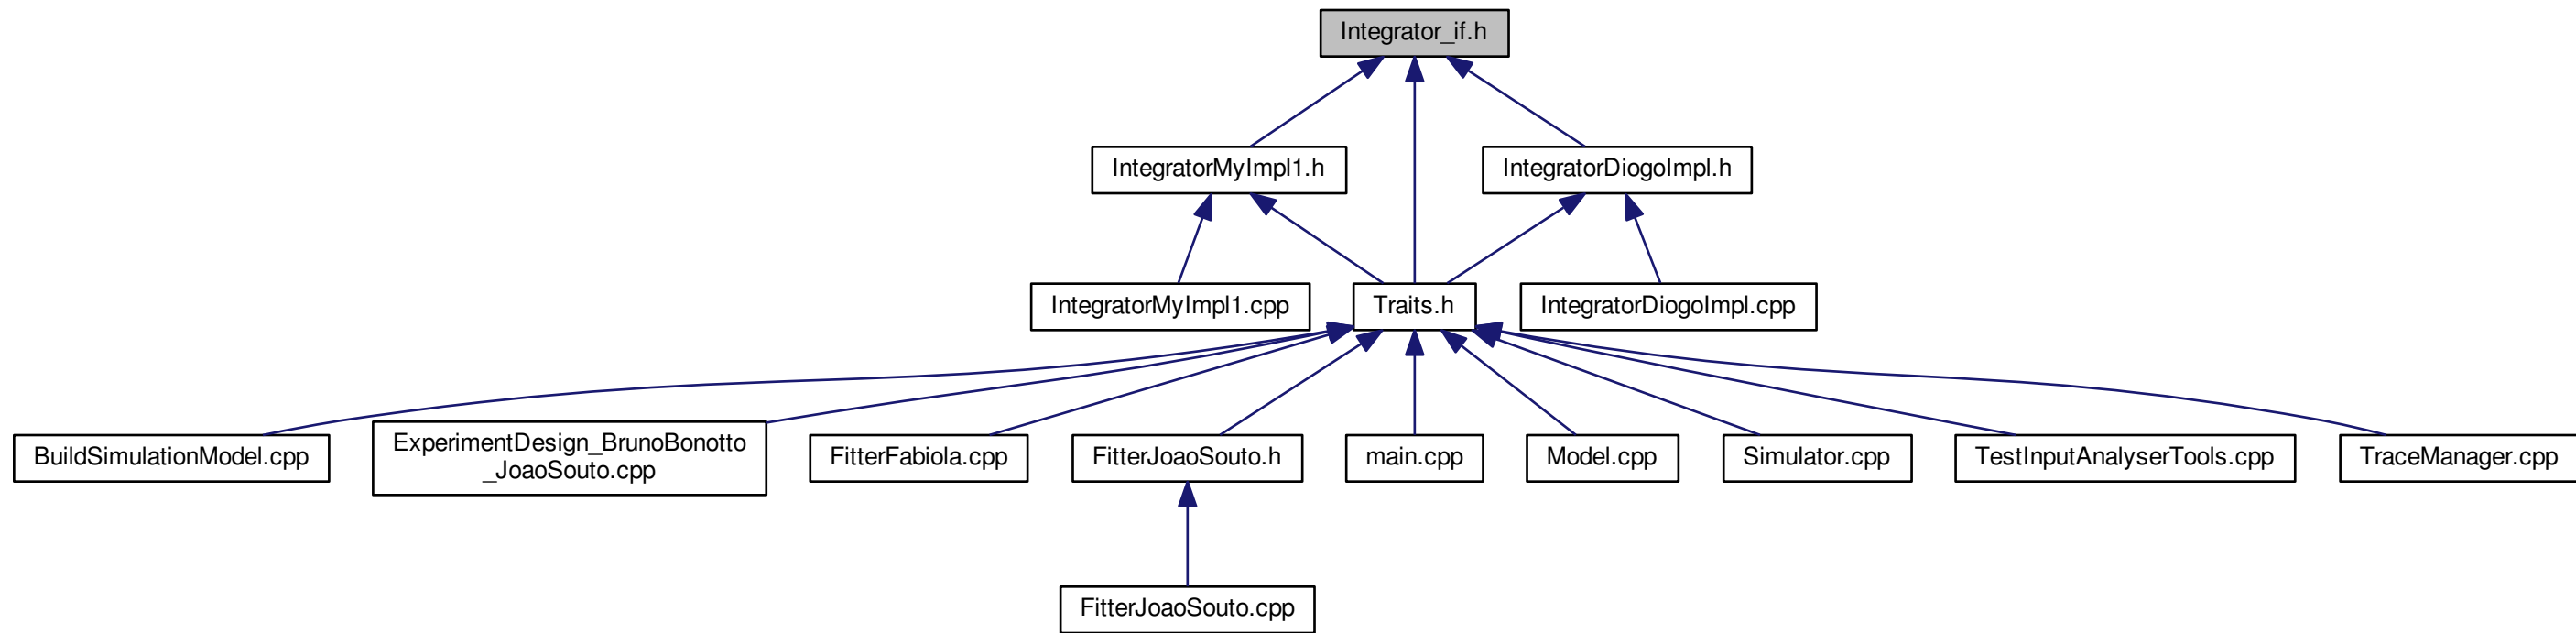 Integrator_if.h
IntegratorMyImpl1.h
IntegratorDiogoImpl.h
IntegratorMyImpl1.cpp
Traits.h
IntegratorDiogoImpl.cpp
BuildSimulationModel.cpp
ExperimentDesign_BrunoBonotto
_JoaoSouto.cpp
FitterFabiola.cpp
FitterJoaoSouto.h
main.cpp
Model.cpp
Simulator.cpp
TestInputAnalyserTools.cpp
TraceManager.cpp
FitterJoaoSouto.cpp